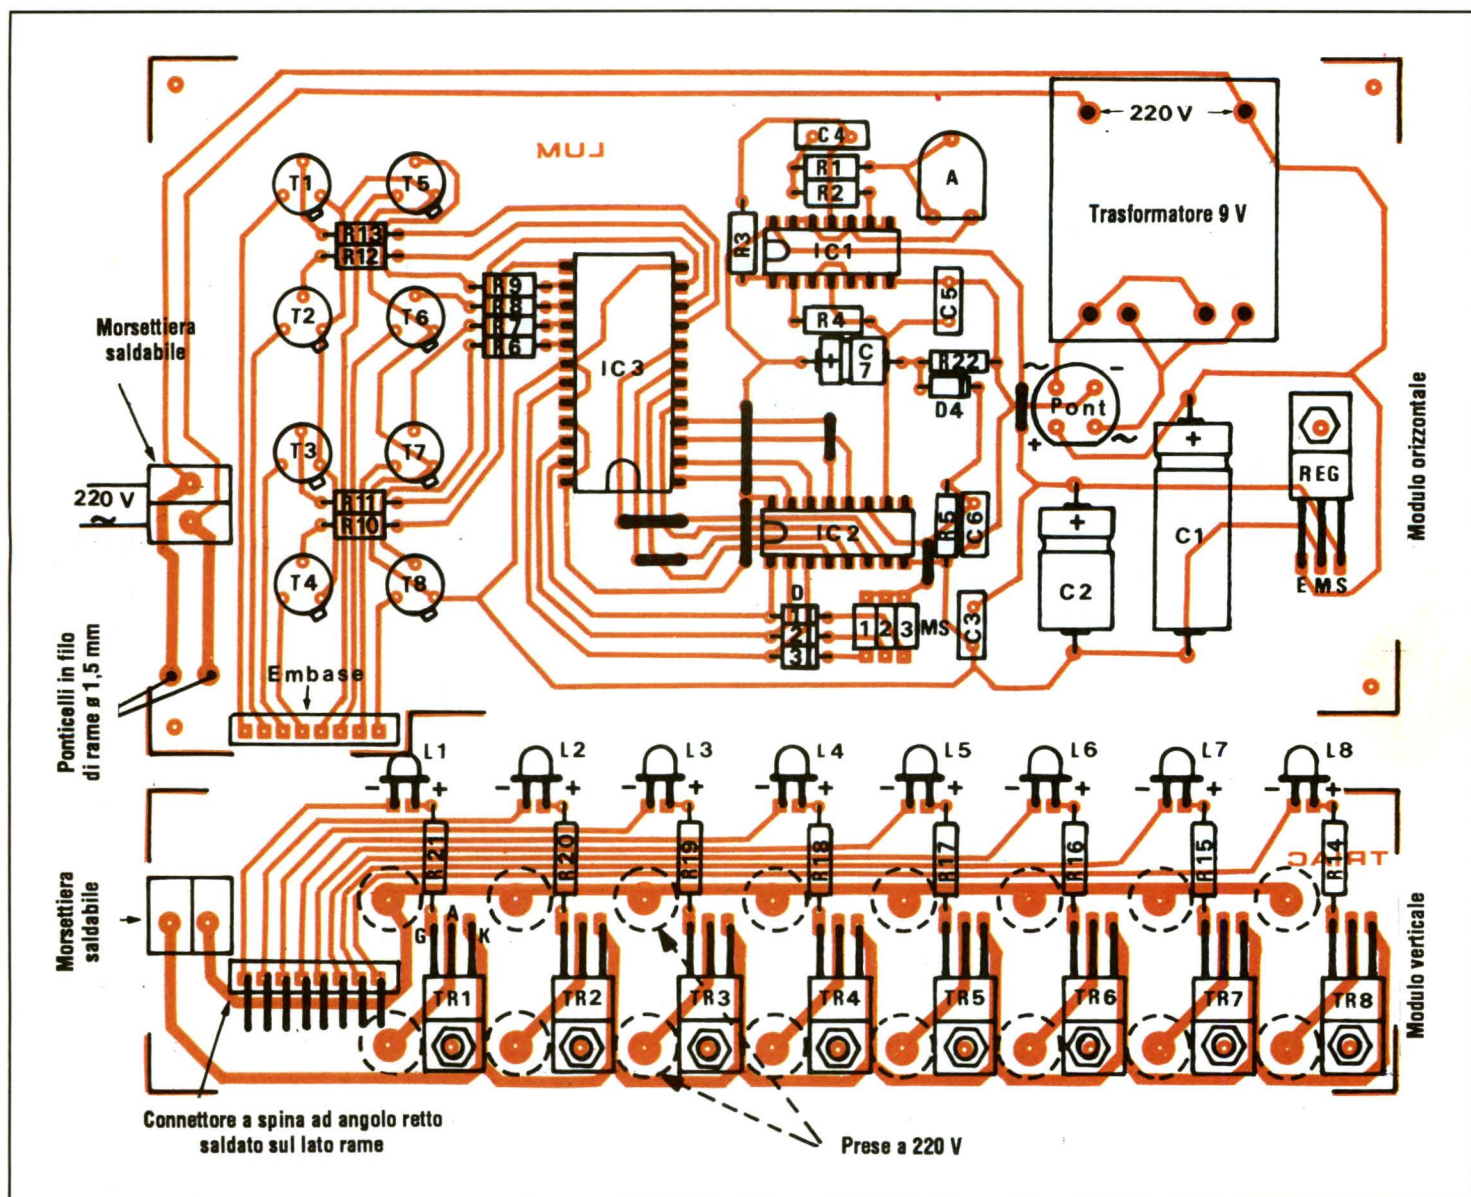 220 V
C4
LUM
T1
T5
R1
R2
A
Trasformatore 9 V
R13
R12
R3
IC1
R9
R8
R7
R6
C5
T2
T6
R4
Morsettiera
saldabile
IC3
C
7
+
R22
~
-
D4
Pont
+
~
+
REG
Modulo orizzontale
T3
T7
220 V
~
R11
R10
+
C1
IC2
R5
C6
T4
T8
D
C2
E M S
1
2
3
1 2 3 MS
C3
Embase
Ponticelli in filo
di rame ø 1,5 mm
L1
L2
L3
L4
L5
L6
L7
L8
- +
- +
- +
- +
- +
- +
- +
- +
R21
R20
R19
R18
R17
R16
R15
R14
TRIAC
Morsettiera
saldabile
G A K
Modulo verticale
TR1
TR2
TR3
TR4
TR5
TR6
TR7
TR8
Connettore a spina ad angolo retto
saldato sul lato rame
Prese a 220 V